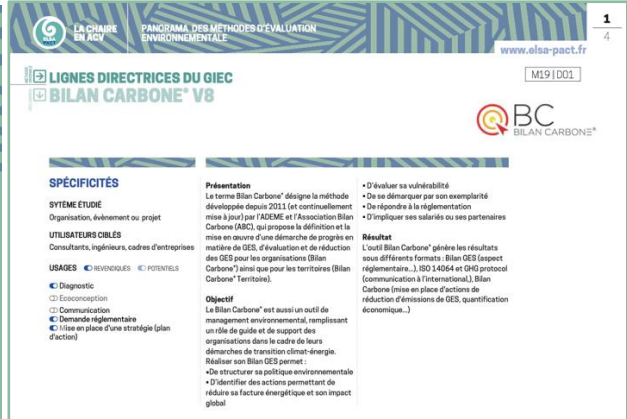 ELSA
PACT
LA CHAIRE
EN ACV
PANORAMA DES MÉTHODES D'ÉVALUATION
ENVIRONNEMENTALE
1
4
www.elsa-pact.fr
LIGNES DIRECTRICES DU GIEC
BILAN CARBONE® V8
M19 | D01
BC
BILAN CARBONE®
SPÉCIFICITÉS
SYTÈME ÉTUDIÉ
Organisation, évènement ou projet
UTILISATEURS CIBLÉS
Consultants, ingénieurs, cadres d'entreprises
USAGES REVENDIQUÉS POTENTIELS
Diagnostic
Ecoconception
Communication
Demande réglementaire
Mise en place d'une stratégie (plan
d'action)
Présentation
Le terme Bilan Carbone® désigne la méthode
développée depuis 2011 (et continuellement
mise à jour) par l'ADEME et l'Association Bilan
Carbone (ABC), qui propose la définition et la
mise en œuvre d'une démarche de progrès en
matière de GES, d'évaluation et de réduction
des GES pour les organisations (Bilan
Carbone®) ainsi que pour les territoires (Bilan
Carbone® Territoire).
Objectif
Le Bilan Carbone® est aussi un outil de
management environnemental, remplissant
un rôle de guide et de support des
organisations dans le cadre de leurs
démarches de transition climat-énergie.
Réaliser son Bilan GES permet :
•De structurer sa politique environnementale
• D'identifier des actions permettant de
réduire sa facture énergétique et son impact
global
• D'évaluer sa vulnérabilité
• De se démarquer par son exemplarité
• De répondre à la réglementation
• D'impliquer ses salariés ou ses partenaires
Résultat
L'outil Bilan Carbone® génère les résultats
sous différents formats : Bilan GES (aspect
réglementaire...), ISO 14064 et GHG protocol
(communication à l'international,), Bilan
Carbone (mise en place d'actions de
réduction d'émissions de GES, quantification
économique...)